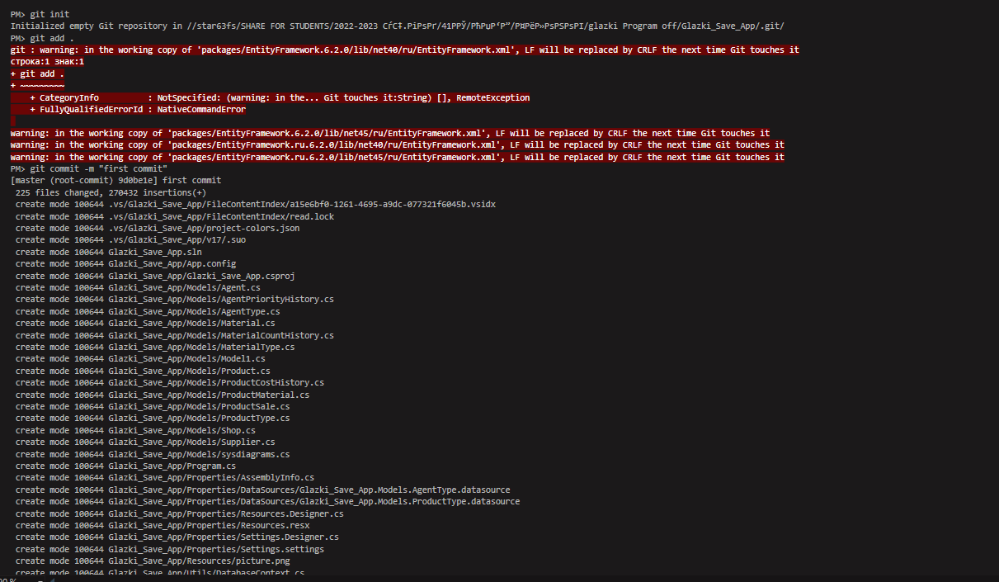 PM> git init
Initialized empty Git repository in //star63fs/SHARE FOR STUDENTS/2022-2023 СѓС‡.РіРѕРґ/41РРЎ/РћРµРґРґРЅ/glazki Program off/Glazki_Save_App/.git/
PM> git add .
git : warning: in the working copy of 'packages/EntityFramework.6.2.0/lib/net40/ru/EntityFramework.xml', LF will be replaced by CRLF the next time Git touches it
строка:1 знак:1
+ git add .
+ ~~~~~~~~~
+ CategoryInfo : NotSpecified: (warning: in the... Git touches it:String) [], RemoteException
+ FullyQualifiedErrorId : NativeCommandError
warning: in the working copy of 'packages/EntityFramework.6.2.0/lib/net45/ru/EntityFramework.xml', LF will be replaced by CRLF the next time Git touches it
warning: in the working copy of 'packages/EntityFramework.ru.6.2.0/lib/net40/ru/EntityFramework.xml', LF will be replaced by CRLF the next time Git touches it
warning: in the working copy of 'packages/EntityFramework.ru.6.2.0/lib/net45/ru/EntityFramework.xml', LF will be replaced by CRLF the next time Git touches it
PM> git commit -m "first commit"
[master (root-commit) 9d0be1e] first commit
225 files changed, 270432 insertions(+)
create mode 100644 .vs/Glazki_Save_App/FileContentIndex/a15e6bf0-1261-4695-a9dc-077321f6045b.vsidx
create mode 100644 .vs/Glazki_Save_App/FileContentIndex/read.lock
create mode 100644 .vs/Glazki_Save_App/project-colors.json
create mode 100644 .vs/Glazki_Save_App/v17/.suo
create mode 100644 Glazki_Save_App.sln
create mode 100644 Glazki_Save_App/App.config
create mode 100644 Glazki_Save_App/Glazki_Save_App.csproj
create mode 100644 Glazki_Save_App/Models/Agent.cs
create mode 100644 Glazki_Save_App/Models/AgentPriorityHistory.cs
create mode 100644 Glazki_Save_App/Models/AgentType.cs
create mode 100644 Glazki_Save_App/Models/Material.cs
create mode 100644 Glazki_Save_App/Models/MaterialCountHistory.cs
create mode 100644 Glazki_Save_App/Models/MaterialType.cs
create mode 100644 Glazki_Save_App/Models/Model1.cs
create mode 100644 Glazki_Save_App/Models/Product.cs
create mode 100644 Glazki_Save_App/Models/ProductCostHistory.cs
create mode 100644 Glazki_Save_App/Models/ProductMaterial.cs
create mode 100644 Glazki_Save_App/Models/ProductSale.cs
create mode 100644 Glazki_Save_App/Models/ProductType.cs
create mode 100644 Glazki_Save_App/Models/Shop.cs
create mode 100644 Glazki_Save_App/Models/Supplier.cs
create mode 100644 Glazki_Save_App/Models/sysdiagrams.cs
create mode 100644 Glazki_Save_App/Program.cs
create mode 100644 Glazki_Save_App/Properties/AssemblyInfo.cs
create mode 100644 Glazki_Save_App/Properties/DataSources/Glazki_Save_App.Models.AgentType.datasource
create mode 100644 Glazki_Save_App/Properties/DataSources/Glazki_Save_App.Models.ProductType.datasource
create mode 100644 Glazki_Save_App/Properties/Resources.Designer.cs
create mode 100644 Glazki_Save_App/Properties/Resources.resx
create mode 100644 Glazki_Save_App/Properties/Settings.Designer.cs
create mode 100644 Glazki_Save_App/Properties/Settings.settings
create mode 100644 Glazki_Save_App/Resources/picture.png
create mode 100644 Glazki_Save_App/Utils/DatabaseContext.cs